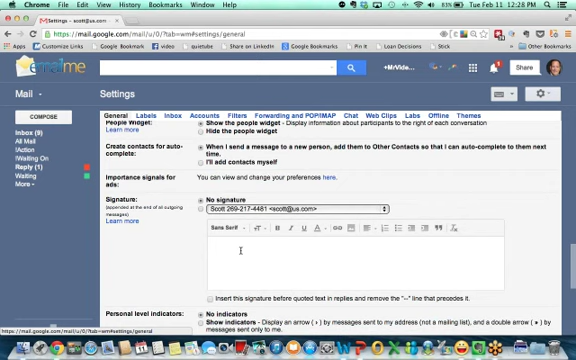 Chrome File Edit View History Bookmarks Window Help
83% Tue Feb 11 12:28 PM
Settings - scott@us.com
https://mail.google.com/mail/u/0/?tab=wm#settings/general
Apps Customize Links Google Bookmark video quietube Share on LinkedIn Google Bookmarks Pin It Loan Decisions Stick Other Bookmarks
emailme
+MrVide... Share
Mail Settings
COMPOSE
Inbox (9)
All Mail
!Action
!Waiting On
Reply (1)
Waiting
More
General Labels Inbox Accounts Filters Forwarding and POP/IMAP Chat Web Clips Labs Offline Themes
People Widget:
Learn more
Show the people widget - Display information about participants to the right of each conversation
Hide the people widget
Create contacts for auto-complete:
When I send a message to a new person, add them to Other Contacts so that I can auto-complete to them next time.
I'll add contacts myself
Importance signals for ads:
You can view and change your preferences here.
Signature:
(appended at the end of all outgoing messages)
Learn more
No signature
Scott 269-217-4481 <scott@us.com>
Sans Serif
Insert this signature before quoted text in replies and remove the "--" line that precedes it.
Personal level indicators:
No indicators
Show indicators - Display an arrow ( › ) by messages sent to my address (not a mailing list), and a double arrow ( » ) by messages sent only to me.
https://mail.google.com/mail/u/0/?tab=wm#settings/general